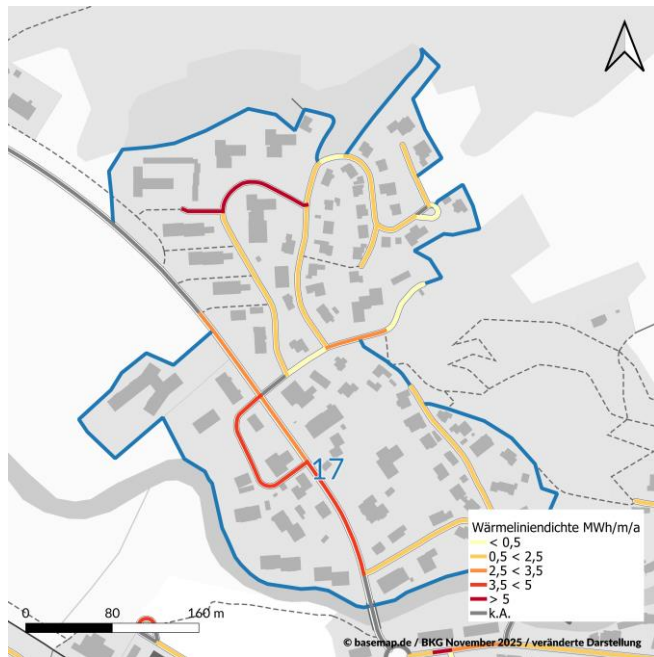 17
Wärmeliniendichte MWh/m/a
< 0,5
0,5 < 2,5
2,5 < 3,5
3,5 < 5
> 5
k.A.
0 80 160 m
© basemap.de / BKG November 2025 / veränderte Darstellung